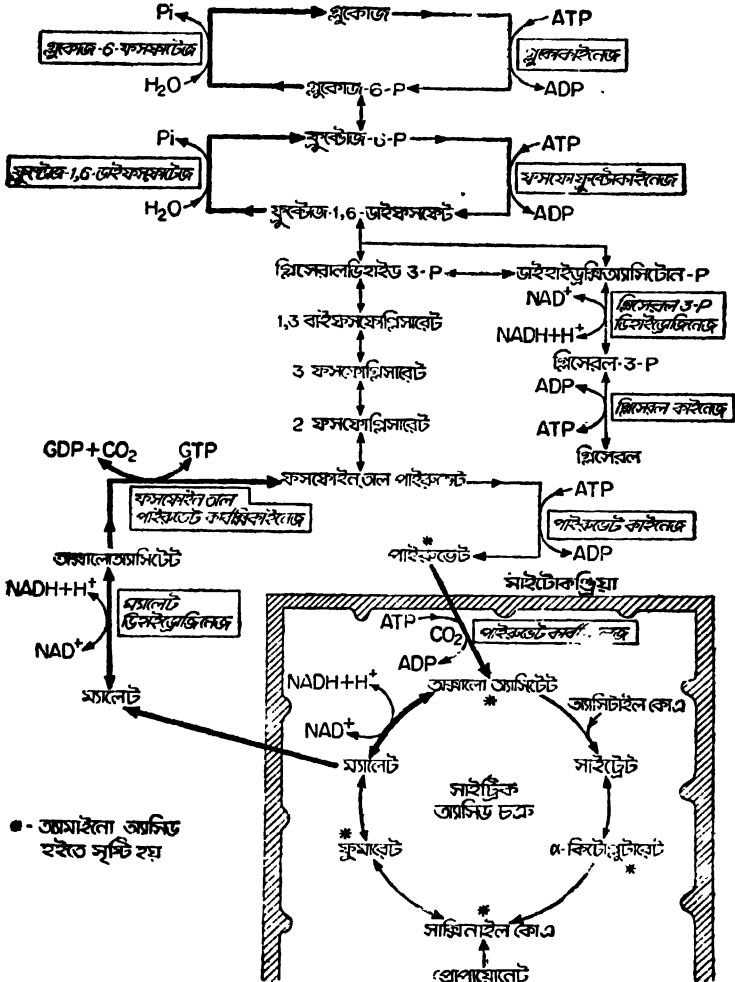 Pi
গ্লুকোজ
ATP
গ্লুকোজ-6-ফসফাটেজ
গ্লুকোকাইনেজ
H₂O
গ্লুকোজ-6-P
ADP
Pi
ফ্রুক্টোজ-6-P
ATP
ফ্রুক্টোজ-1,6-ডাইফসফাটেজ
ফসফোফ্রুক্টোকাইনেজ
H₂O
ফ্রুক্টোজ-1,6-ডাইফসফেট
ADP
গ্লিসেরালডিহাইড 3-P
ডাইহাইড্রক্সিঅ্যাসিটোন-P
NAD⁺
গ্লিসেরল 3-P
ডিহাইড্রোজিনেজ
NADH+H⁺
1,3 বাইফসফোগ্লিসারেট
গ্লিসেরল-3-P
3 ফসফোগ্লিসারেট
ADP
গ্লিসেরল কাইনেজ
ATP
2 ফসফোগ্লিসারেট
গ্লিসেরল
GDP+CO₂
GTP
ফসফোইনঅল পাইরুভেট
ফসফোইনঅল
পাইরুভেট কার্বক্সিকাইনেজ
ATP
পাইরুভেট কাইনেজ
ADP
পাইরুভেট *
অক্সালোঅ্যাসিটেট
NADH+H⁺
ম্যালেট
ডিহাইড্রোজিনেজ
NAD⁺
ম্যালেট
মাইটোকণ্ড্রিয়া
ATP
CO₂
পাইরুভেট
ADP
NADH+H⁺
অক্সালো অ্যাসিটেট *
NAD⁺
অ্যাসিটাইল কোএ
ম্যালেট
সাইট্রেট
সাইট্রিক
অ্যাসিড চক্র
* ফুমারেট
α-কিটোগ্লুটারেট *
* সাক্সিনাইল কোএ
প্রোপায়োনেট
* - অ্যামাইনো অ্যাসিড
হইতে সৃষ্টি হয়